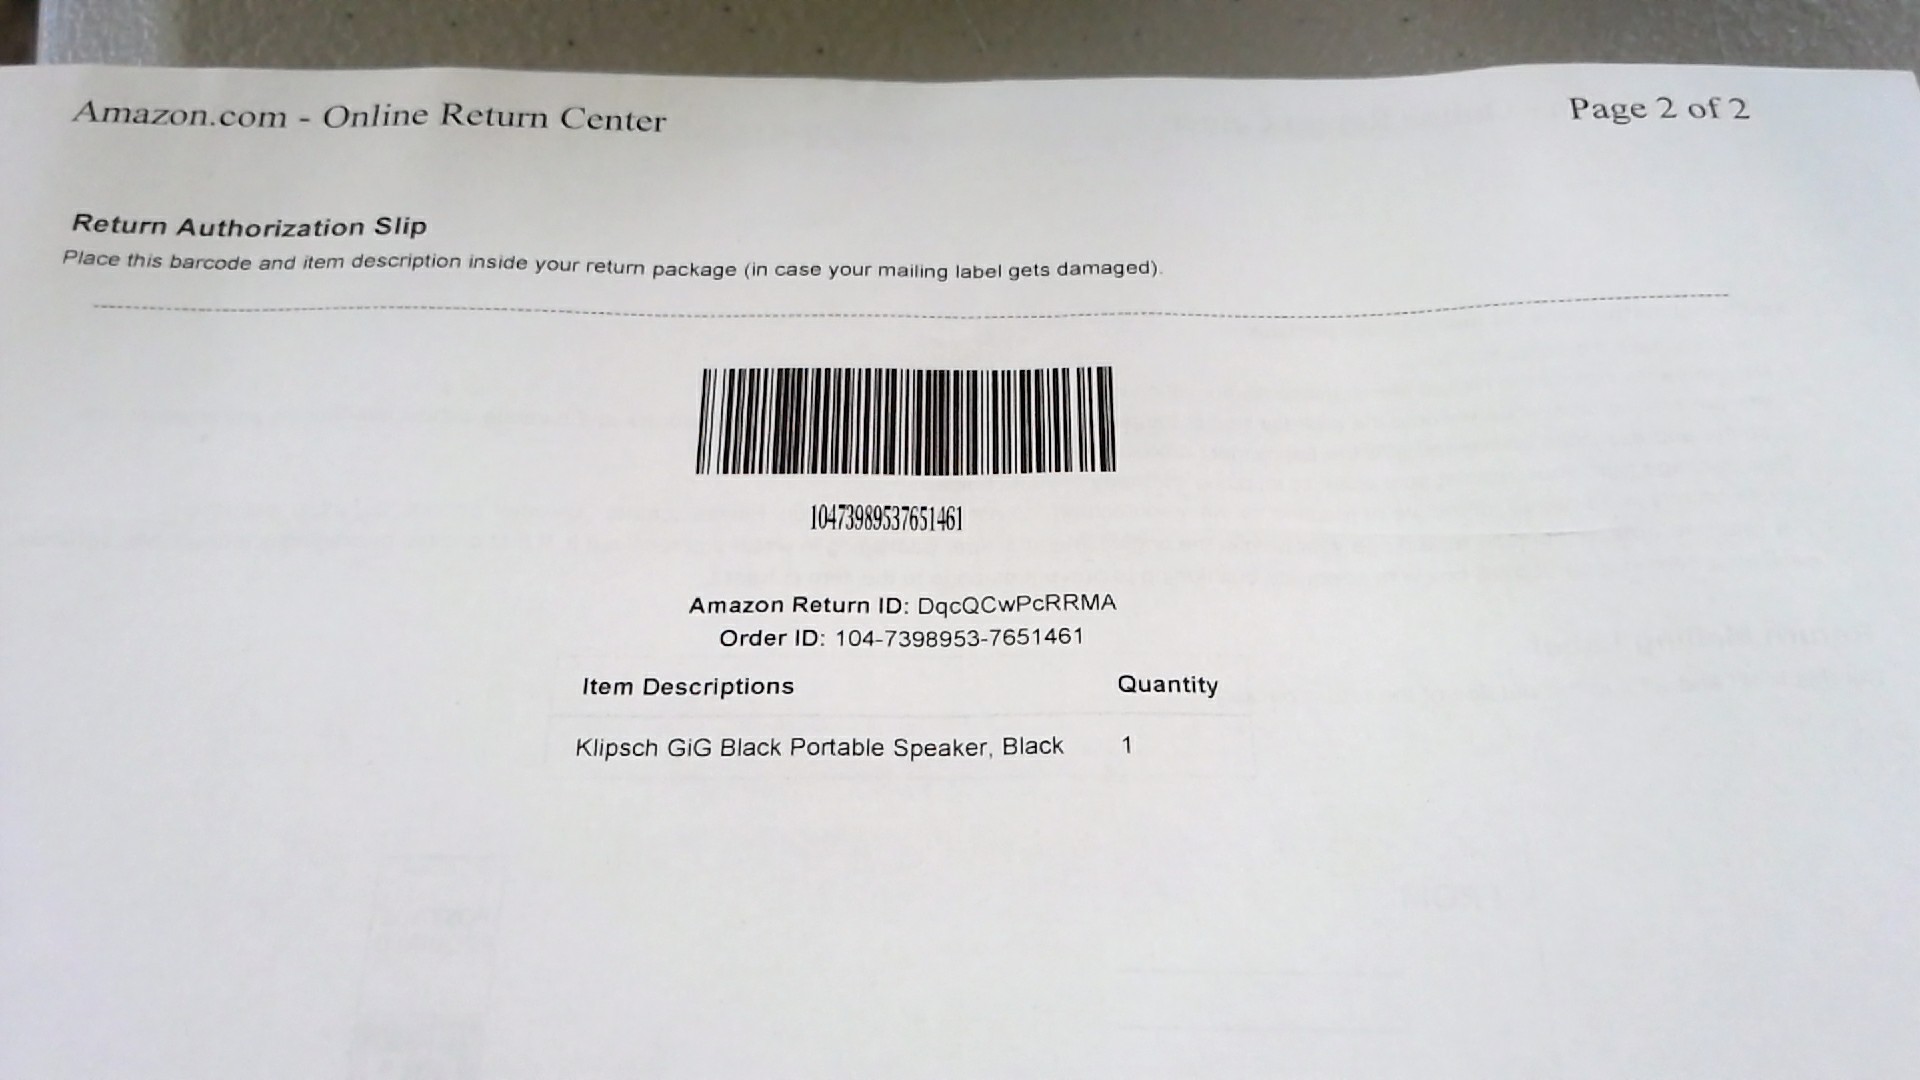 Amazon.com - Online Return Center
Page 2 of 2
Return Authorization Slip
Place this barcode and item description inside your return package (in case your mailing label gets damaged).
10473989537651461
Amazon Return ID: DqcQCwPcRRMA
Order ID: 104-7398953-7651461
Item Descriptions Quantity
Klipsch GiG Black Portable Speaker, Black 1